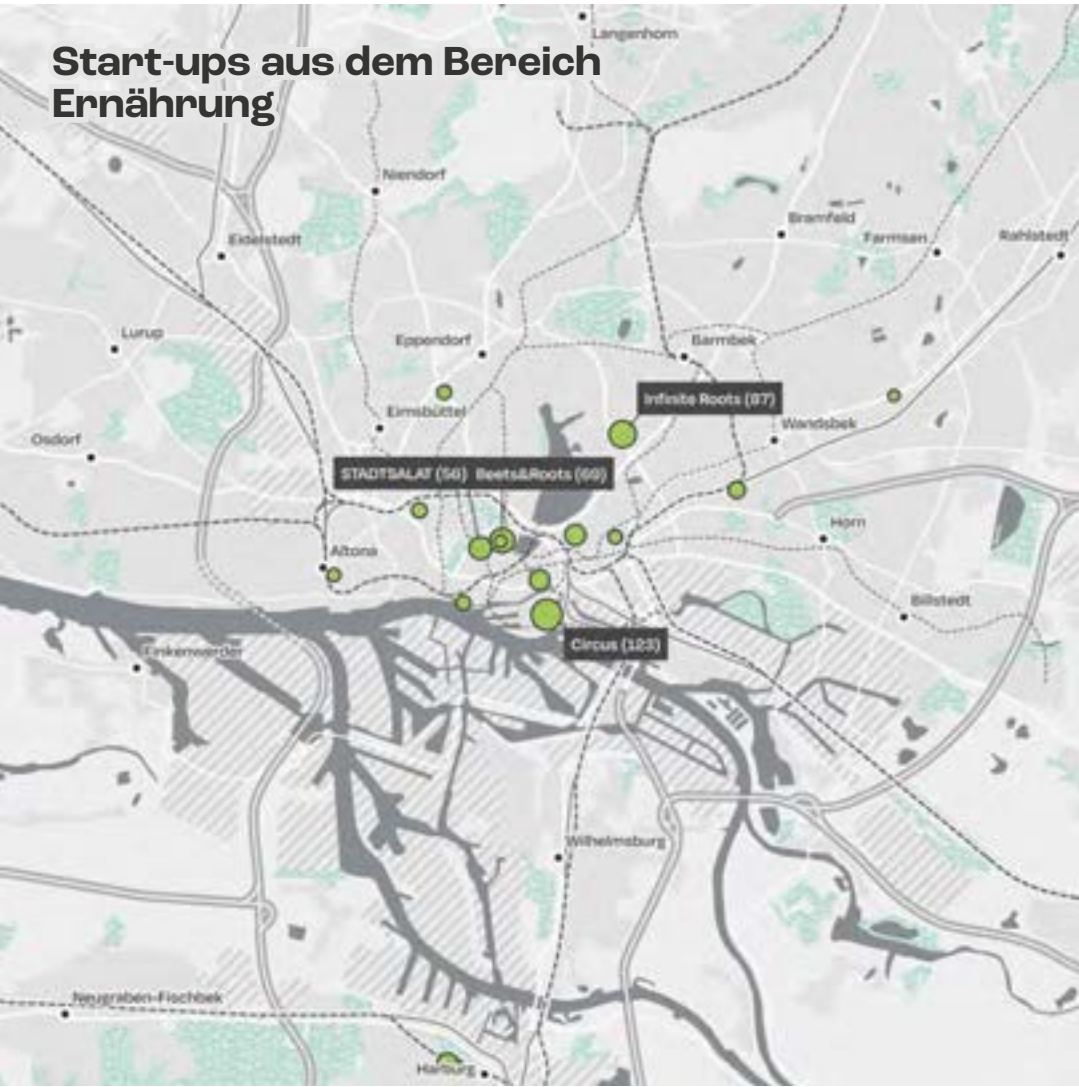 Start-ups aus dem Bereich
Ernährung
Langenhorn
Niendorf
Bramfeld
Eidelstedt
Farmsen
Rahlstedt
Lurup
Eppendorf
Barmbek
Infinite Roots (87)
Eimsbüttel
Wandsbek
Osdorf
STADTSALAT (56) Beets&Roots (69)
Horn
Altona
Billstedt
Circus (123)
Finkenwerder
Wilhelmsburg
Neugraben-Fischbek
Harburg